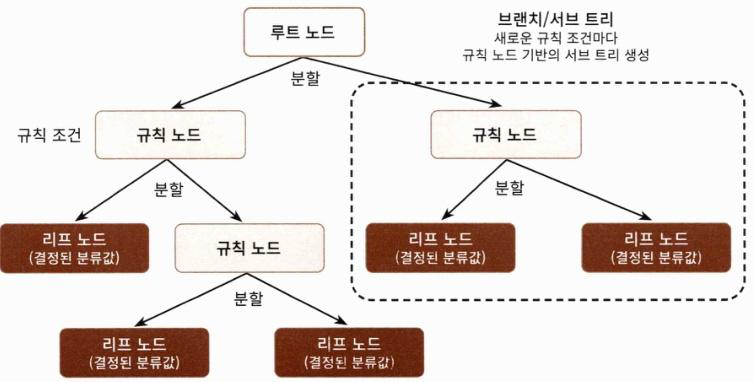 루트 노드
브랜치/서브 트리
새로운 규칙 조건마다
규칙 노드 기반의 서브 트리 생성
분할
규칙 조건
규칙 노드
규칙 노드
분할
분할
리프 노드
(결정된 분류값)
규칙 노드
리프 노드
(결정된 분류값)
리프 노드
(결정된 분류값)
분할
리프 노드
(결정된 분류값)
리프 노드
(결정된 분류값)